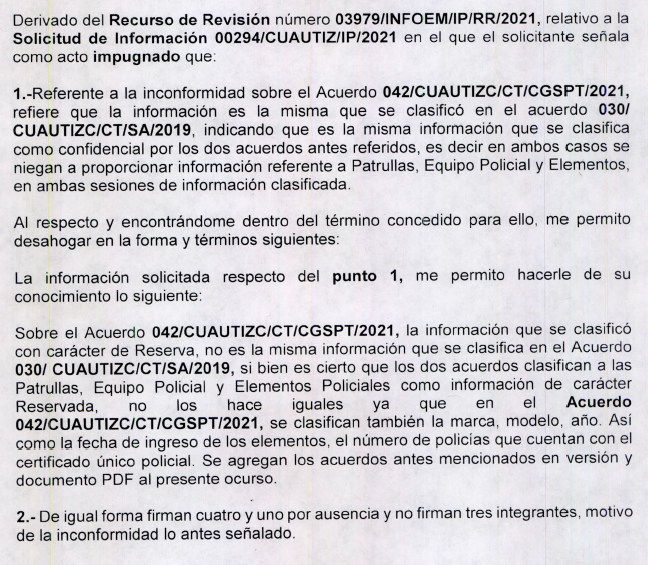 Derivado del Recurso de Revisión número 03979/INFOEM/IP/RR/2021, relativo a la
Solicitud de Información 00294/CUAUTIZ/IP/2021 en el que el solicitante señala
como acto impugnado que:
1.-Referente a la inconformidad sobre el Acuerdo 042/CUAUTIZC/CT/CGSPT/2021,
refiere que la información es la misma que se clasificó en el acuerdo 030/
CUAUTIZC/CT/SA/2019, indicando que es la misma información que se clasifica
como confidencial por los dos acuerdos antes referidos, es decir en ambos casos se
niegan a proporcionar información referente a Patrullas, Equipo Policial y Elementos,
en ambas sesiones de información clasificada.
Al respecto y encontrándome dentro del término concedido para ello, me permito
desahogar en la forma y términos siguientes:
La información solicitada respecto del punto 1, me permito hacerle de su
conocimiento lo siguiente:
Sobre el Acuerdo 042/CUAUTIZC/CT/CGSPT/2021, la información que se clasificó
con carácter de Reserva, no es la misma información que se clasifica en el Acuerdo
030/ CUAUTIZC/CT/SA/2019, si bien es cierto que los dos acuerdos clasifican a las
Patrullas, Equipo Policial y Elementos Policiales como información de carácter
Reservada, no los hace iguales ya que en el Acuerdo
042/CUAUTIZC/CT/CGSPT/2021, se clasifican también la marca, modelo, año. Así
como la fecha de ingreso de los elementos, el número de policías que cuentan con el
certificado único policial. Se agregan los acuerdos antes mencionados en versión y
documento PDF al presente ocurso.
2.- De igual forma firman cuatro y uno por ausencia y no firman tres integrantes, motivo
de la inconformidad lo antes señalado.